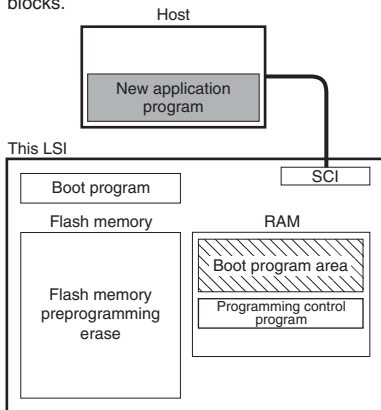 blocks.
Host
New application
program
This LSI
SCI
Boot program
Flash memory
RAM
Flash memory
preprogramming
erase
Boot program area
Programming control
program